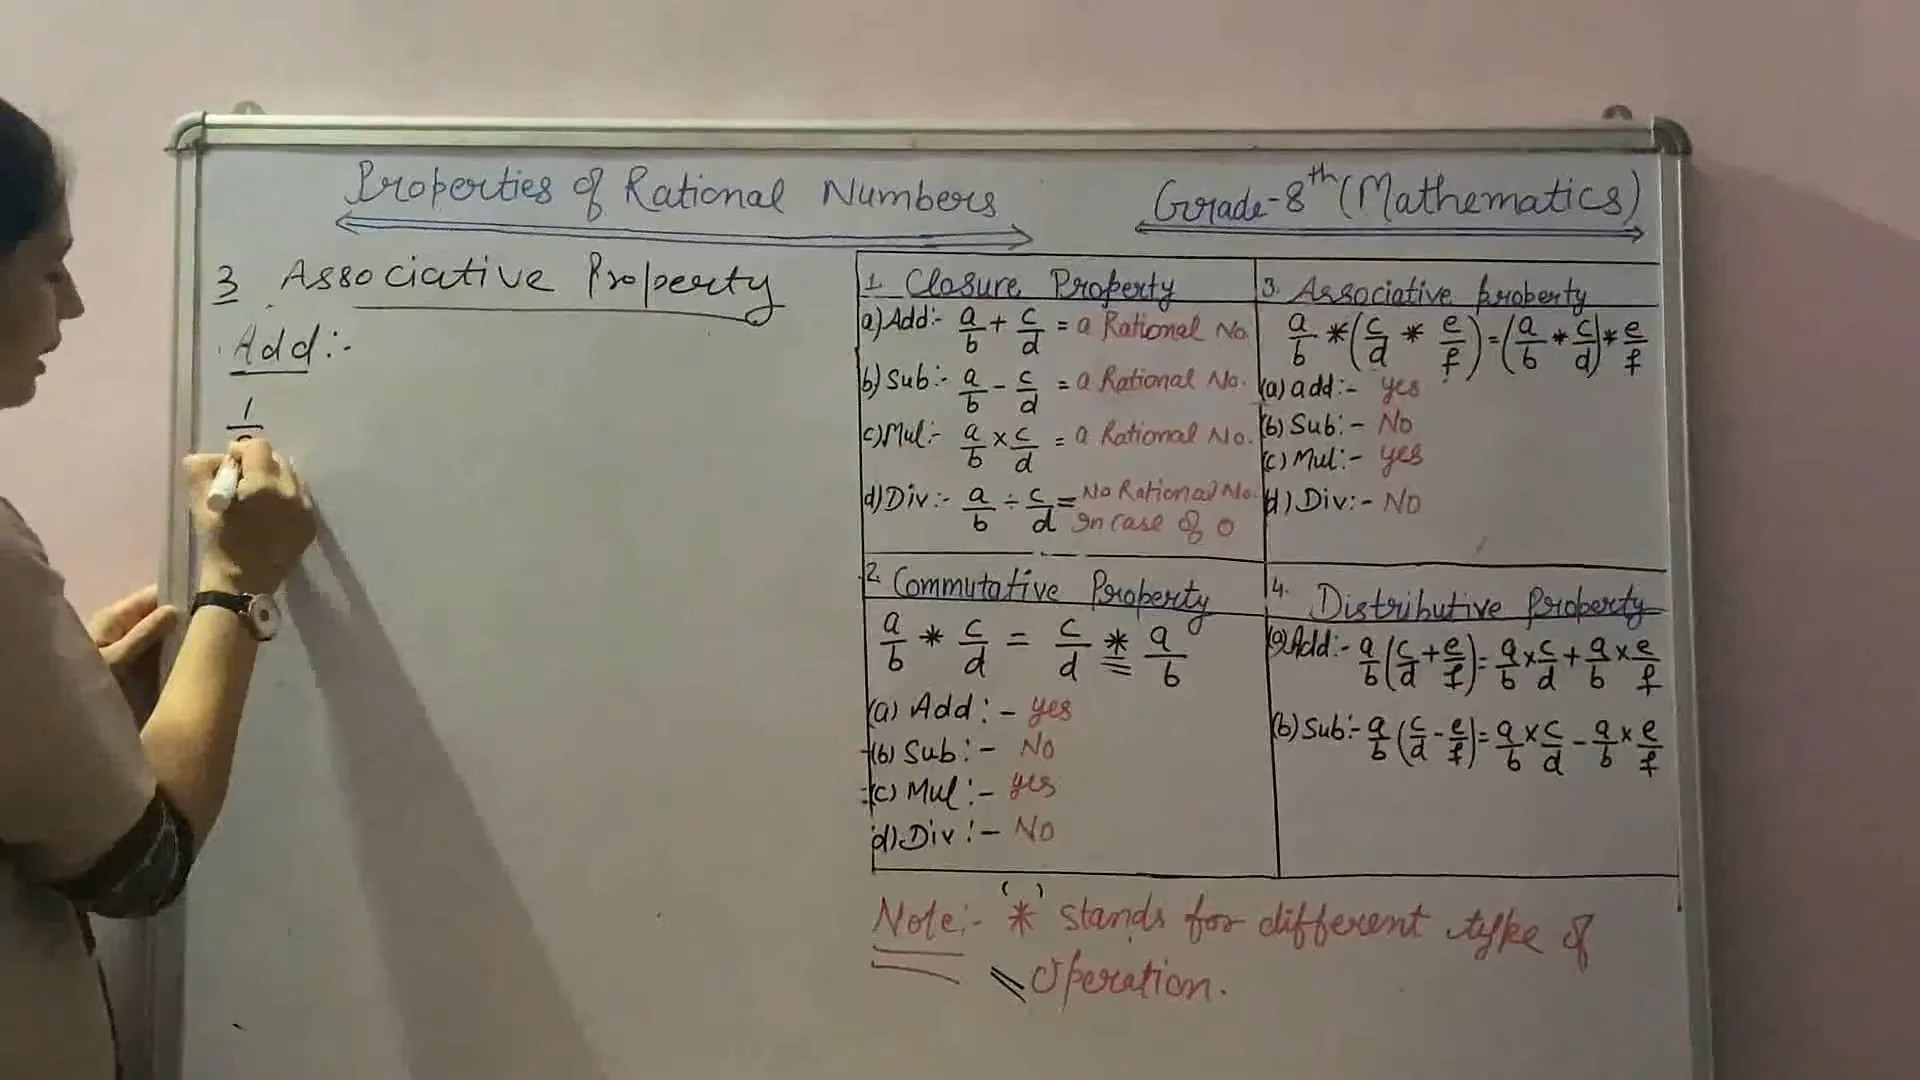 Properties of Rational Numbers
Grade-8th (Mathematics)
3 Associative Property
Add:-
1
1. Closure Property
a) Add:- a/b + c/d = a Rational No.
b) Sub:- a/b - c/d = a Rational No.
c) Mul:- a/b × c/d = a Rational No.
d) Div:- a/b ÷ c/d = No Rational No.
In case of 0
2. Commutative Property
a/b * c/d = c/d * a/b
(a) Add:- yes
(b) Sub:- No
(c) Mul:- yes
d) Div:- No
3. Associative property
a/b * (c/d * e/f) = (a/b * c/d) * e/f
(a) add:- yes
(b) Sub:- No
(c) Mul:- yes
d) Div:- No
4. Distributive Property
(a) Add:- a/b (c/d + e/f) = a/b × c/d + a/b × e/f
(b) Sub:- a/b (c/d - e/f) = a/b × c/d - a/b × e/f
Note:- '*' stands for different type of
Operation.